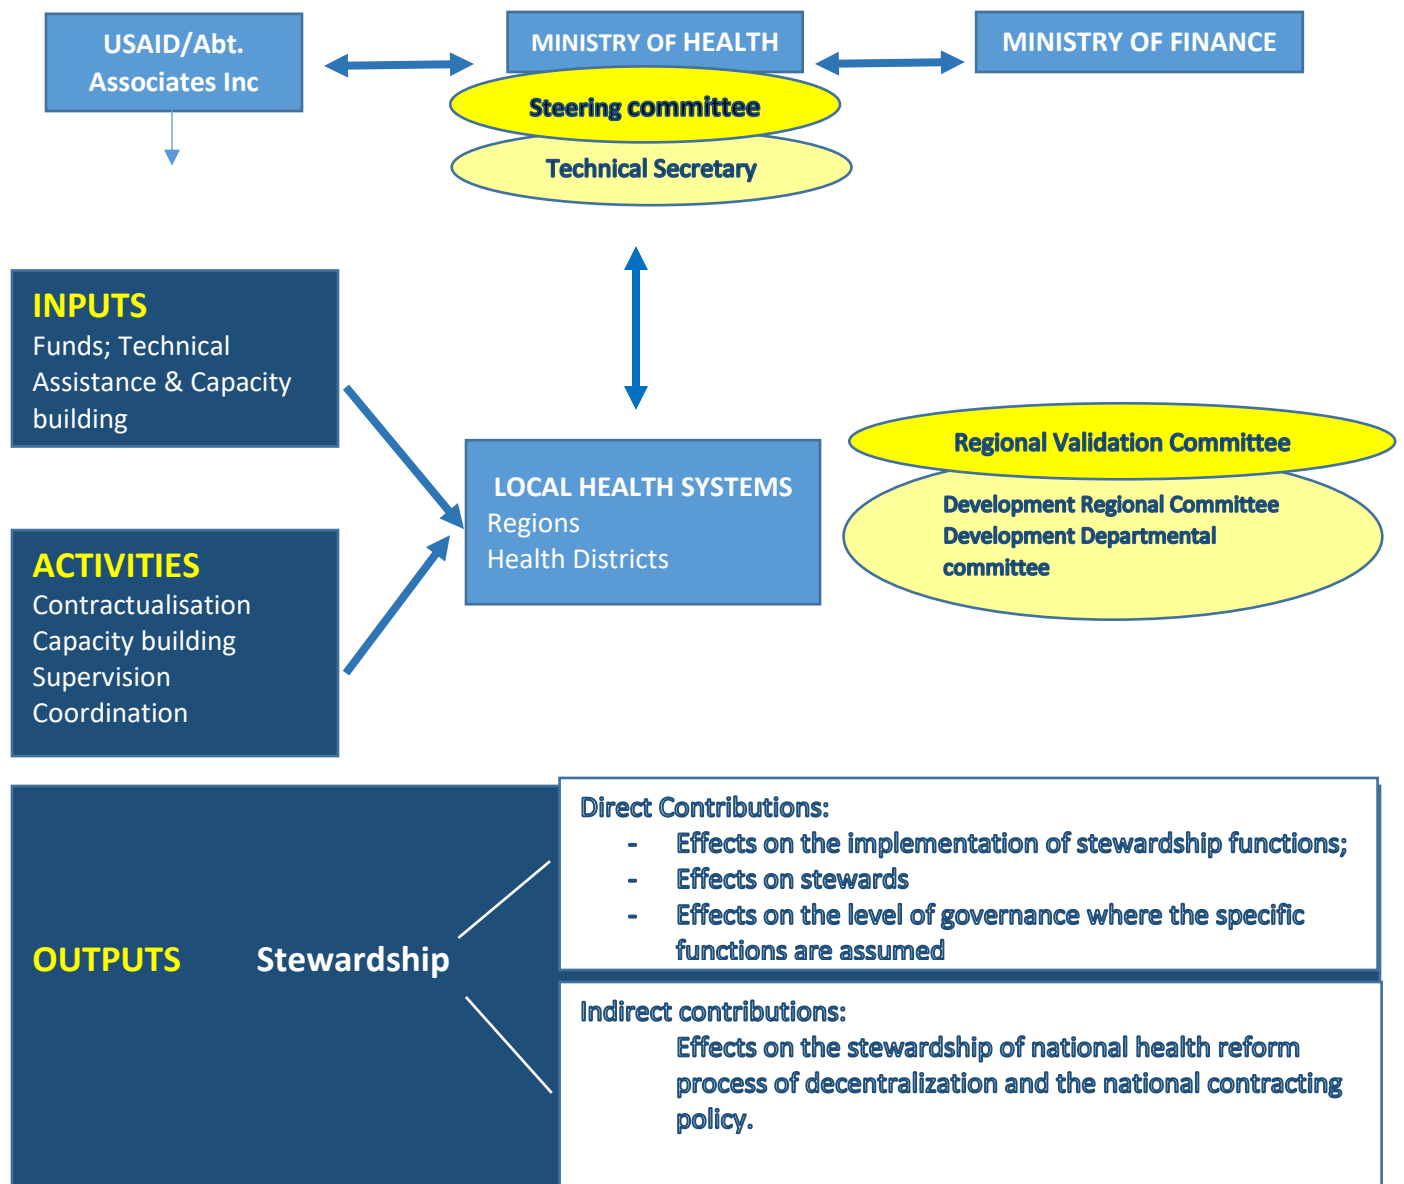 USAID/Abt.
Associates Inc
MINISTRY OF HEALTH
MINISTRY OF FINANCE
Steering committee
Technical Secretary
INPUTS
Funds; Technical
Assistance & Capacity
building
LOCAL HEALTH SYSTEMS
Regions
Health Districts
Regional Validation Committee
Development Regional Committee
Development Departmental
committee
ACTIVITIES
Contractualisation
Capacity building
Supervision
Coordination
OUTPUTS Stewardship
Direct Contributions:
- Effects on the implementation of stewardship functions;
- Effects on stewards
- Effects on the level of governance where the specific
functions are assumed
Indirect contributions:
Effects on the stewardship of national health reform
process of decentralization and the national contracting
policy.